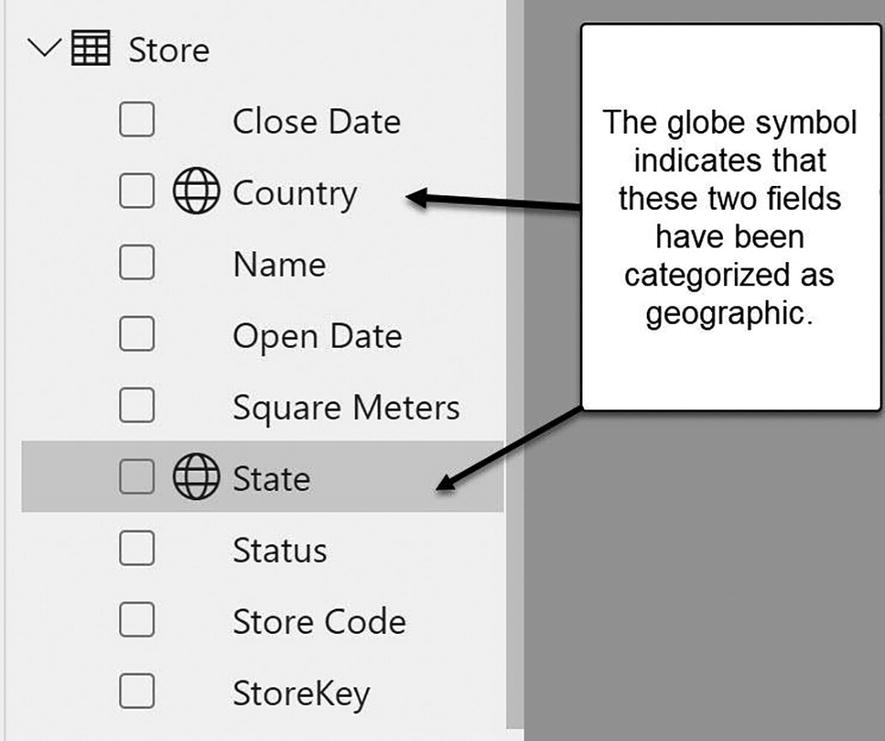 Store
Close Date
Country
Name
Open Date
Square Meters
State
Status
Store Code
StoreKey
The globe symbol
indicates that
these two fields
have been
categorized as
geographic.